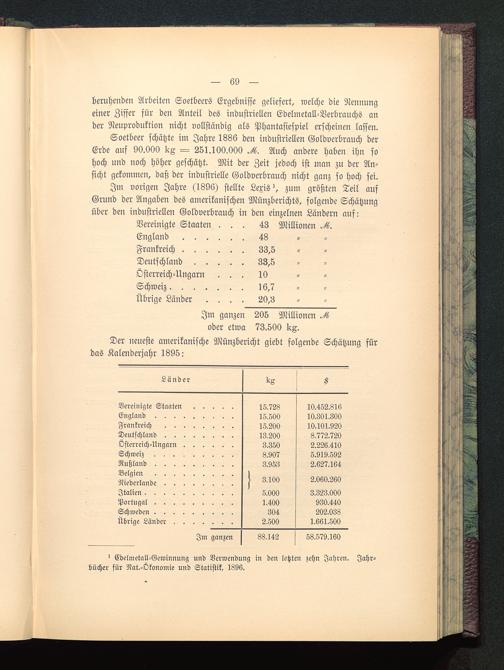 — 69 —
beruhenden Arbeiten Soetbeers Ergebnisse geliefert, welche die Nennung
einer Ziffer für den Anteil des industriellen Edelmetall-Verbrauchs an
der Neuproduktion nicht vollständig als Phantasiespiel erscheinen lassen.
Soetbeer schätzte im Jahre 1886 den industriellen Goldverbrauch der
Erde auf 90.000 kg = 251.100.000 ℳ. Auch andere haben ihn so
hoch und noch höher geschätzt. Mit der Zeit jedoch ist man zu der An-
sicht gekommen, daß der industrielle Goldverbrauch nicht ganz so hoch sei.
Im vorigen Jahre (1896) stellte Lexis¹, zum größten Teil auf
Grund der Angaben des amerikanischen Münzberichts, folgende Schätzung
über den industriellen Goldverbrauch in den einzelnen Ländern auf:
Vereinigte Staaten . . . 43 Millionen ℳ.
England . . . . . . 48 „ „
Frankreich . . . . . . 33,5 „ „
Deutschland . . . . . 33,5 „ „
Österreich-Ungarn . . . 10 „ „
Schweiz . . . . . . . 16,7 „ „
Übrige Länder . . . . 20,3 „ „
Im ganzen 205 Millionen ℳ
oder etwa 73.500 kg.
Der neueste amerikanische Münzbericht giebt folgende Schätzung für
das Kalenderjahr 1895:
Länder kg $
Vereinigte Staaten . . . . . 15.728 10.452.816
England . . . . . . . . . 15.500 10.301.300
Frankreich . . . . . . . . 15.200 10.101.920
Deutschland . . . . . . . 13.200 8.772.720
Österreich-Ungarn . . . . . . 3.350 2.226.410
Schweiz . . . . . . . . . 8.907 5.919.592
Rußland . . . . . . . . . 3.953 2.627.164
Belgien . . . . . . . . .
Niederlande . . . . . . . } 3.100 2.060.260
Italien . . . . . . . . . . 5.000 3.323.000
Portugal . . . . . . . . . 1.400 930.440
Schweden . . . . . . . . . 304 202.038
Übrige Länder . . . . . . . 2.500 1.661.500
Im ganzen 88.142 58.579.160
¹ Edelmetall-Gewinnung und Verwendung in den letzten zehn Jahren. Jahr-
bücher für Nat.-Ökonomie und Statistik, 1896.